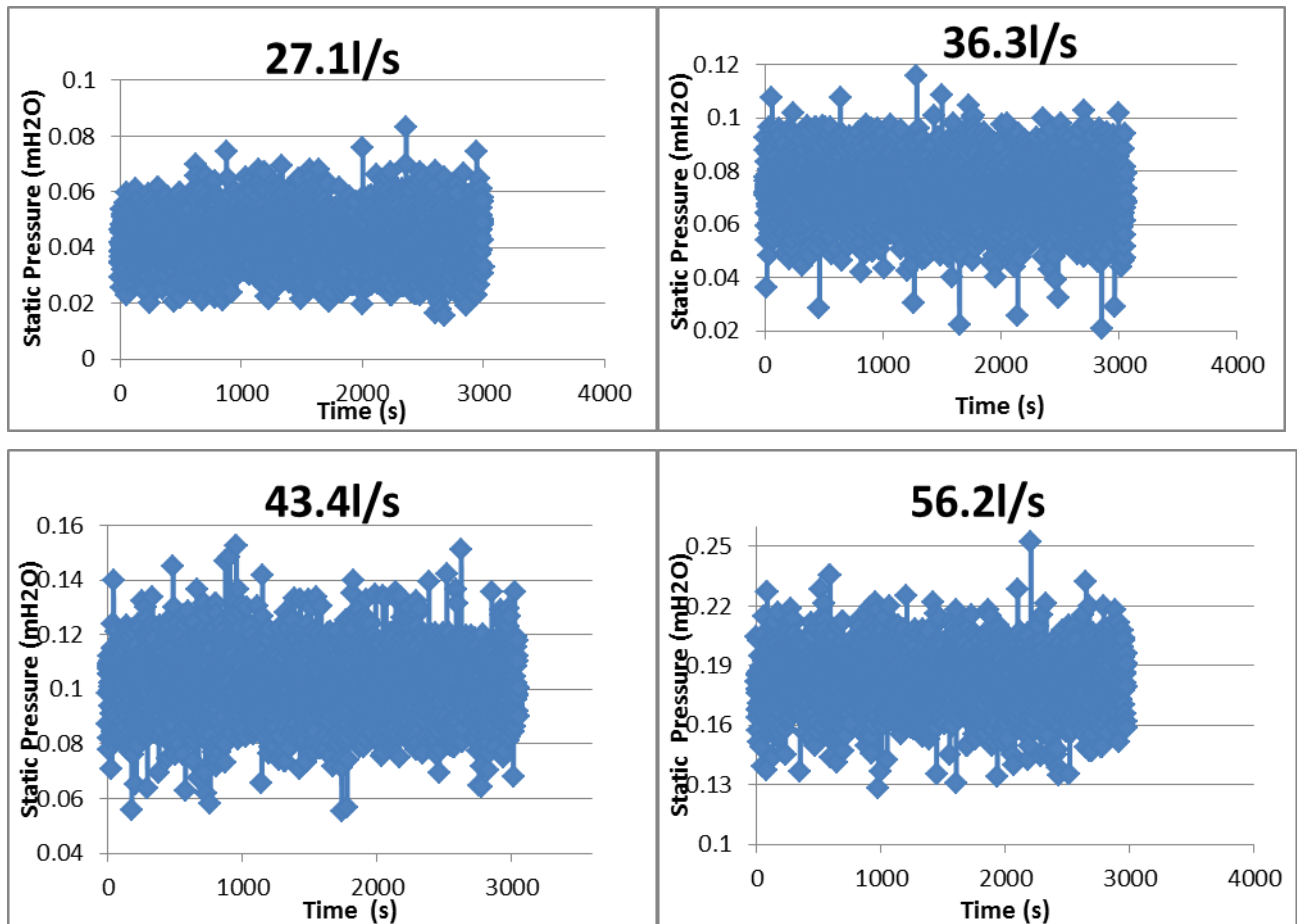 27.1l/s
Static Pressure (mH2O)
0.1
0.08
0.06
0.04
0.02
0
0 1000 2000 3000 4000
Time (s)
36.3l/s
Static Pressure (mH2O)
0.12
0.1
0.08
0.06
0.04
0.02
0 1000 2000 3000 4000
Time (s)
43.4l/s
Static Pressure (mH2O)
0.16
0.14
0.12
0.1
0.08
0.06
0.04
0 1000 2000 3000
Time (s)
56.2l/s
Static Pressure (mH2O)
0.25
0.22
0.19
0.16
0.13
0.1
0 1000 2000 3000 4000
Time (s)